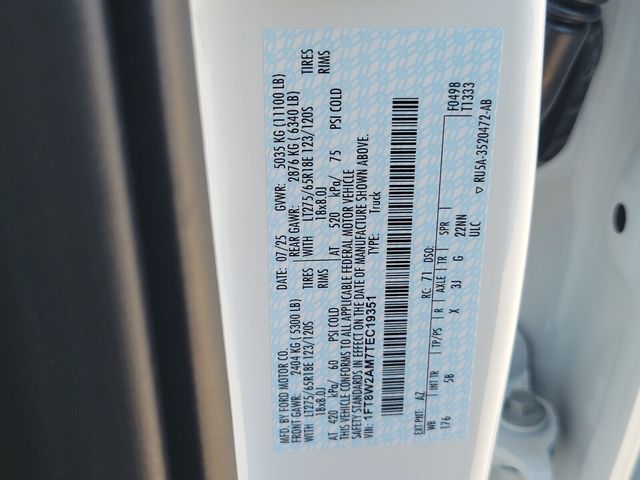 MFD. BY FORD MOTOR CO.
DATE: 07/25 GVWR: 5035 KG (11100 LB)
FRONT GAWR: 2404 KG (5300 LB) REAR GAWR: 2876 KG (6340 LB)
WITH LT275/65R18E 123/120S TIRES WITH LT275/65R18E 123/120S TIRES
18x8.0J RIMS 18x8.0J RIMS
AT 420 kPa/ 60 PSI COLD AT 520 kPa/ 75 PSI COLD
THIS VEHICLE CONFORMS TO ALL APPLICABLE FEDERAL MOTOR VEHICLE
SAFETY STANDARDS IN EFFECT ON THE DATE OF MANUFACTURE SHOWN ABOVE.
VIN: 1FT8W2AM7TEC19351 TYPE: Truck
F0498
T1333
EXT PNT: AZ RC: 71 DSO:
WB INT TR TP/PS R AXLE TR SPR
176 5B X 3J G 22NN
ULC
▽ RU5A-3520472-AB